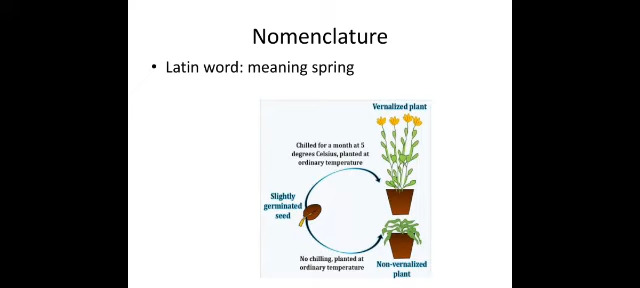 Nomenclature
• Latin word: meaning spring
Vernalized plant
Chilled for a month at 5
degrees Celsius, planted at
ordinary temperature
Slightly
germinated
seed
No chilling, planted at
ordinary temperature
Non-vernalized
plant